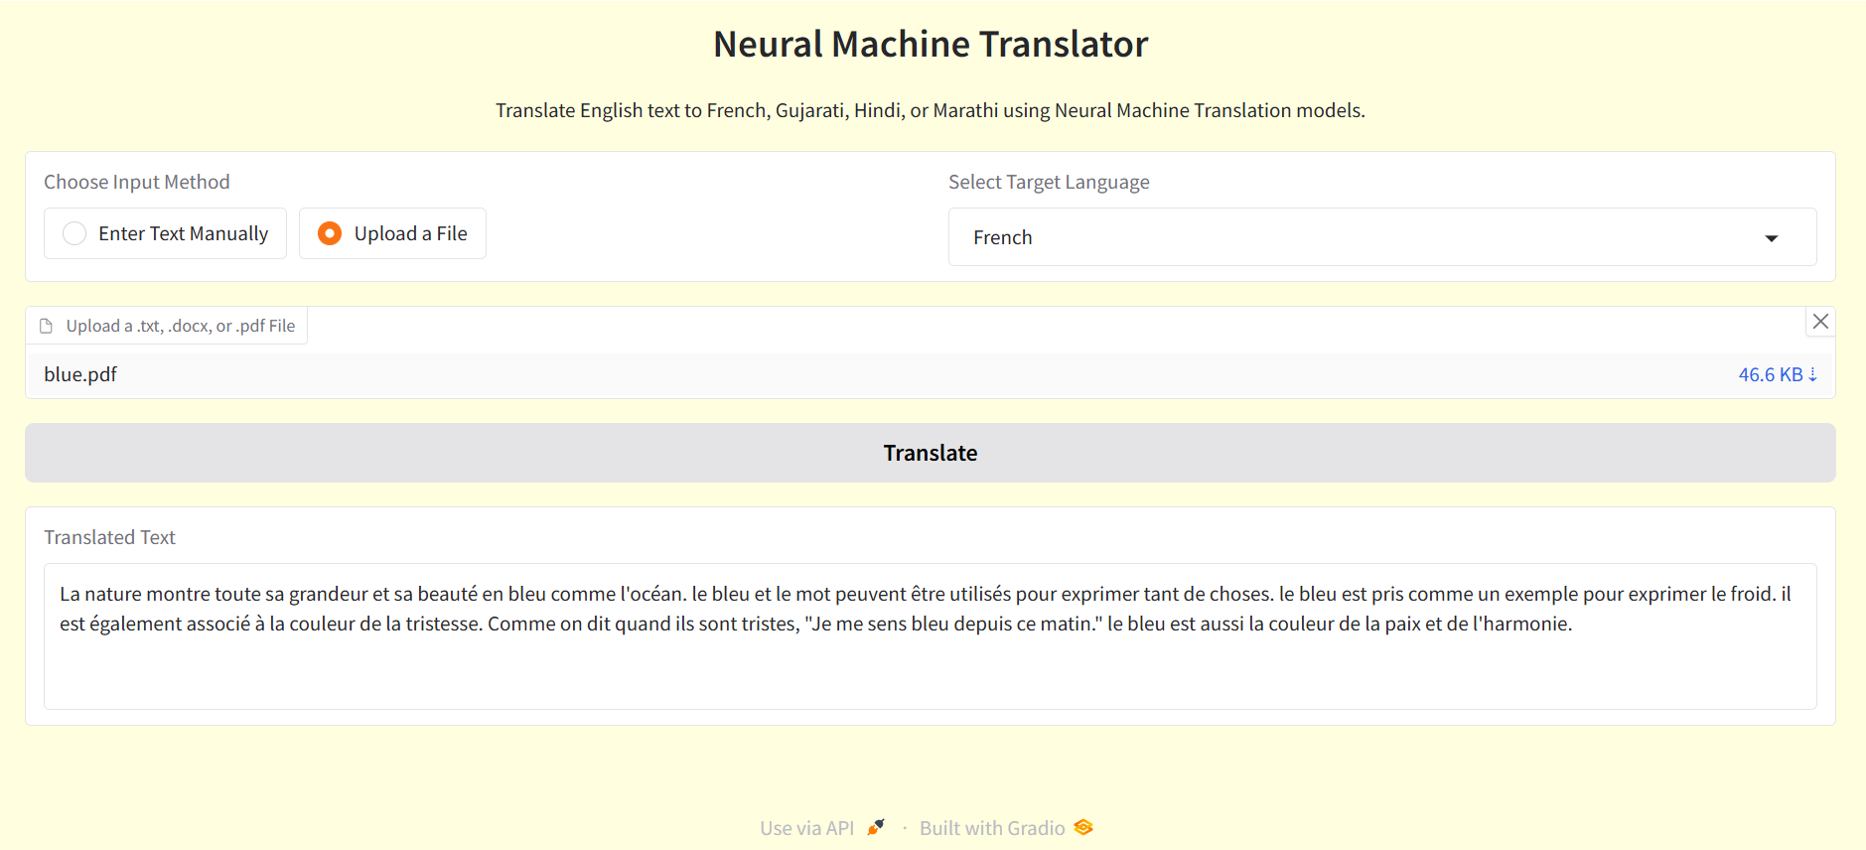 Neural Machine Translator
Translate English text to French, Gujarati, Hindi, or Marathi using Neural Machine Translation models.
Choose Input Method
Enter Text Manually
Upload a File
Select Target Language
French
Upload a .txt, .docx, or .pdf File
blue.pdf
46.6 KB ⇣
Translate
Translated Text
La nature montre toute sa grandeur et sa beauté en bleu comme l'océan. le bleu et le mot peuvent être utilisés pour exprimer tant de choses. le bleu est pris comme un exemple pour exprimer le froid. il
est également associé à la couleur de la tristesse. Comme on dit quand ils sont tristes, "Je me sens bleu depuis ce matin." le bleu est aussi la couleur de la paix et de l'harmonie.
Use via API · Built with Gradio